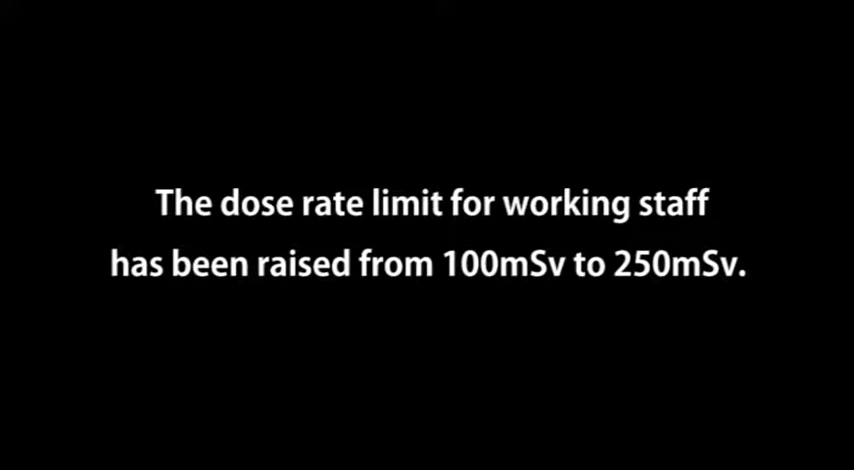 The dose rate limit for working staff
has been raised from 100mSv to 250mSv.